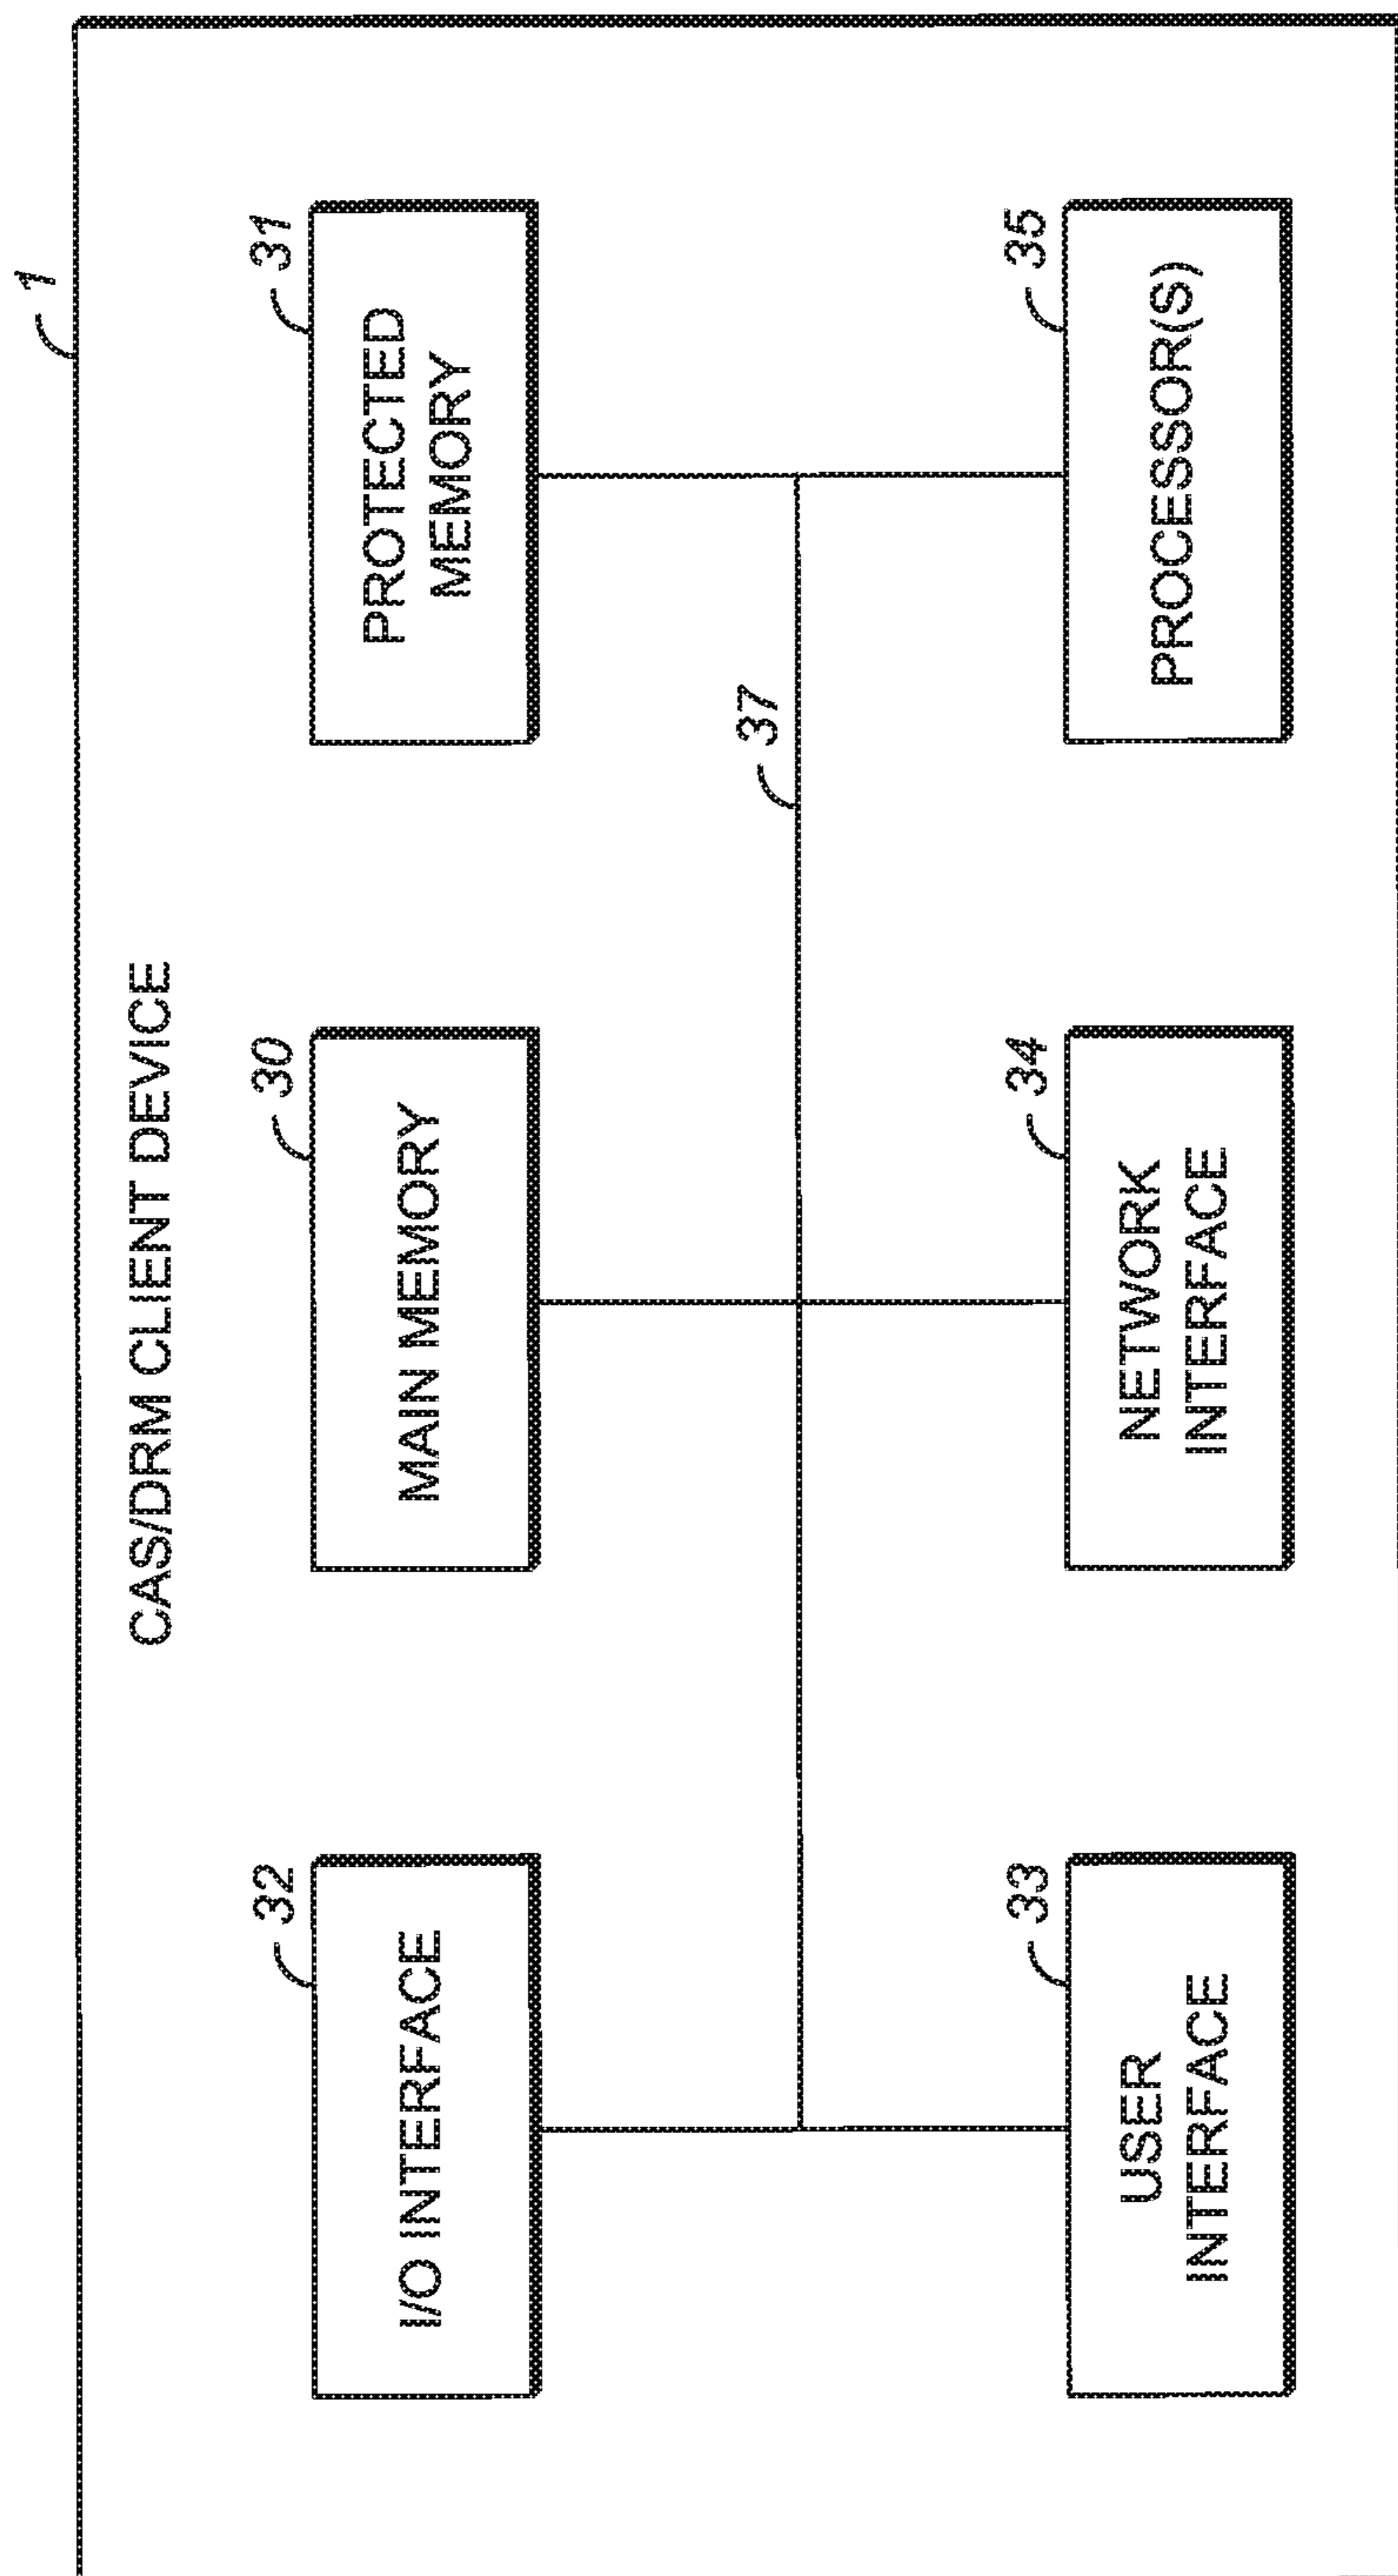 1
CAS/DRM CLIENT DEVICE
32
I/O INTERFACE
30
MAIN MEMORY
31
PROTECTED
MEMORY
37
33
USER
INTERFACE
34
NETWORK
INTERFACE
35
PROCESSOR(S)